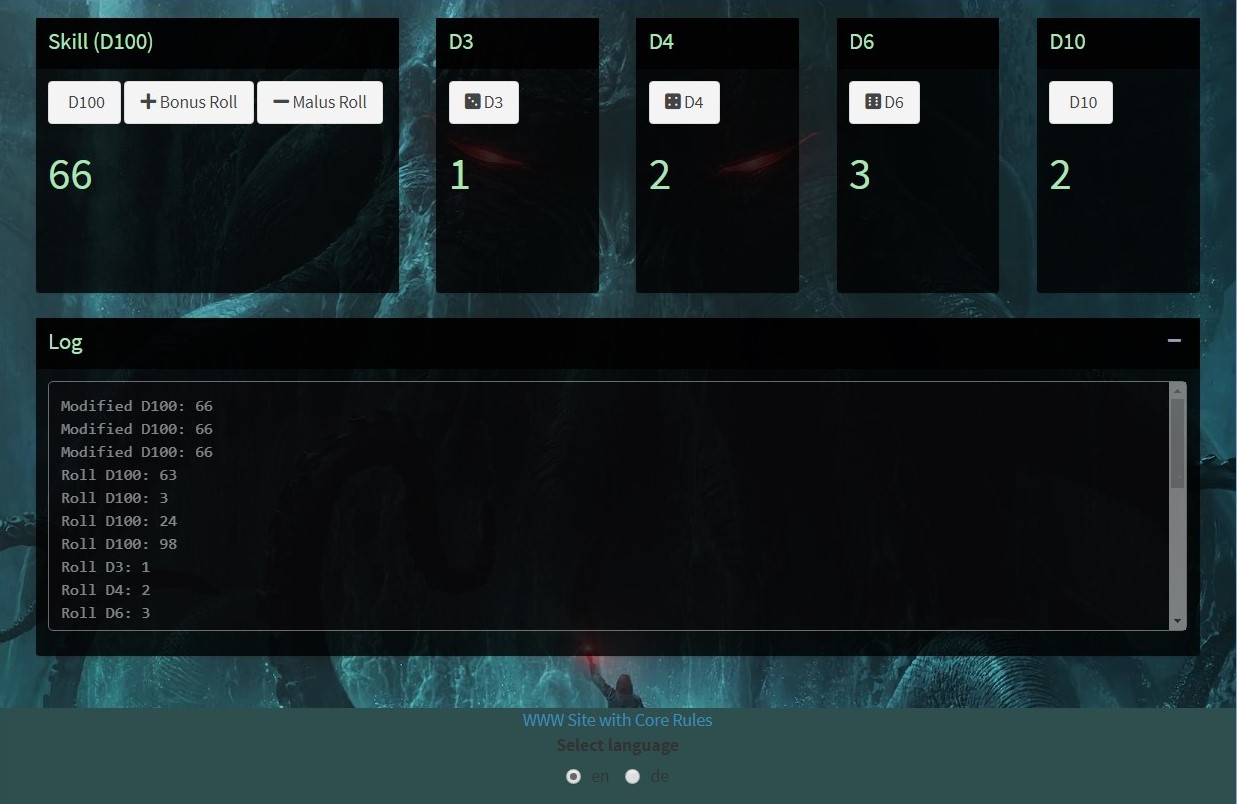 Skill (D100)
D3
D4
D6
D10
D100
Bonus Roll
Malus Roll
D3
D4
D6
D10
66
1
2
3
2
Log
Modified D100: 66
Modified D100: 66
Modified D100: 66
Roll D100: 63
Roll D100: 3
Roll D100: 24
Roll D100: 98
Roll D3: 1
Roll D4: 2
Roll D6: 3
WWW Site with Core Rules
Select language
en de